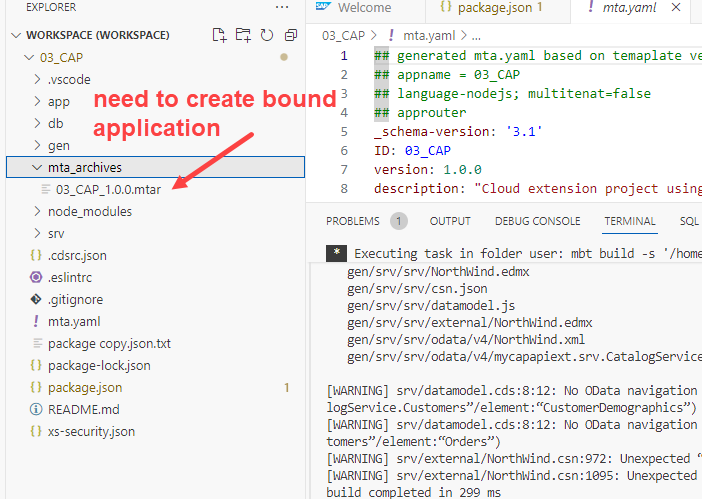 EXPLORER
...
WORKSPACE (WORKSPACE)
03_CAP
.vscode
app
db
gen
mta_archives
03_CAP_1.0.0.mtar
node_modules
srv
{} .cdsrc.json
.eslintrc
.gitignore
! mta.yaml
package copy.json.txt
{} package-lock.json
{} package.json 1
README.md
{} xs-security.json
need to create bound
application
SAP Welcome
{} package.json 1
! mta.yaml
03_CAP > ! mta.yaml > ...
1 ## generated mta.yaml based on temaplate ve
2 ## appname = 03_CAP
3 ## language-nodejs; multitenat=false
4 ## approuter
5 _schema-version: '3.1'
6 ID: 03_CAP
7 version: 1.0.0
8 description: "Cloud extension project using
PROBLEMS 1 OUTPUT DEBUG CONSOLE TERMINAL SQL
* Executing task in folder user: mbt build -s '/home
gen/srv/srv/NorthWind.edmx
gen/srv/srv/csn.json
gen/srv/srv/datamodel.js
gen/srv/srv/external/NorthWind.edmx
gen/srv/srv/odata/v4/NorthWind.xml
gen/srv/srv/odata/v4/mycapapiext.srv.CatalogService
[WARNING] srv/datamodel.cds:8:12: No OData navigation
logService.Customers”/element:“CustomerDemographics”)
[WARNING] srv/datamodel.cds:8:12: No OData navigation
tomers”/element:“Orders”)
[WARNING] srv/external/NorthWind.csn:972: Unexpected “
[WARNING] srv/external/NorthWind.csn:1095: Unexpected
build completed in 299 ms